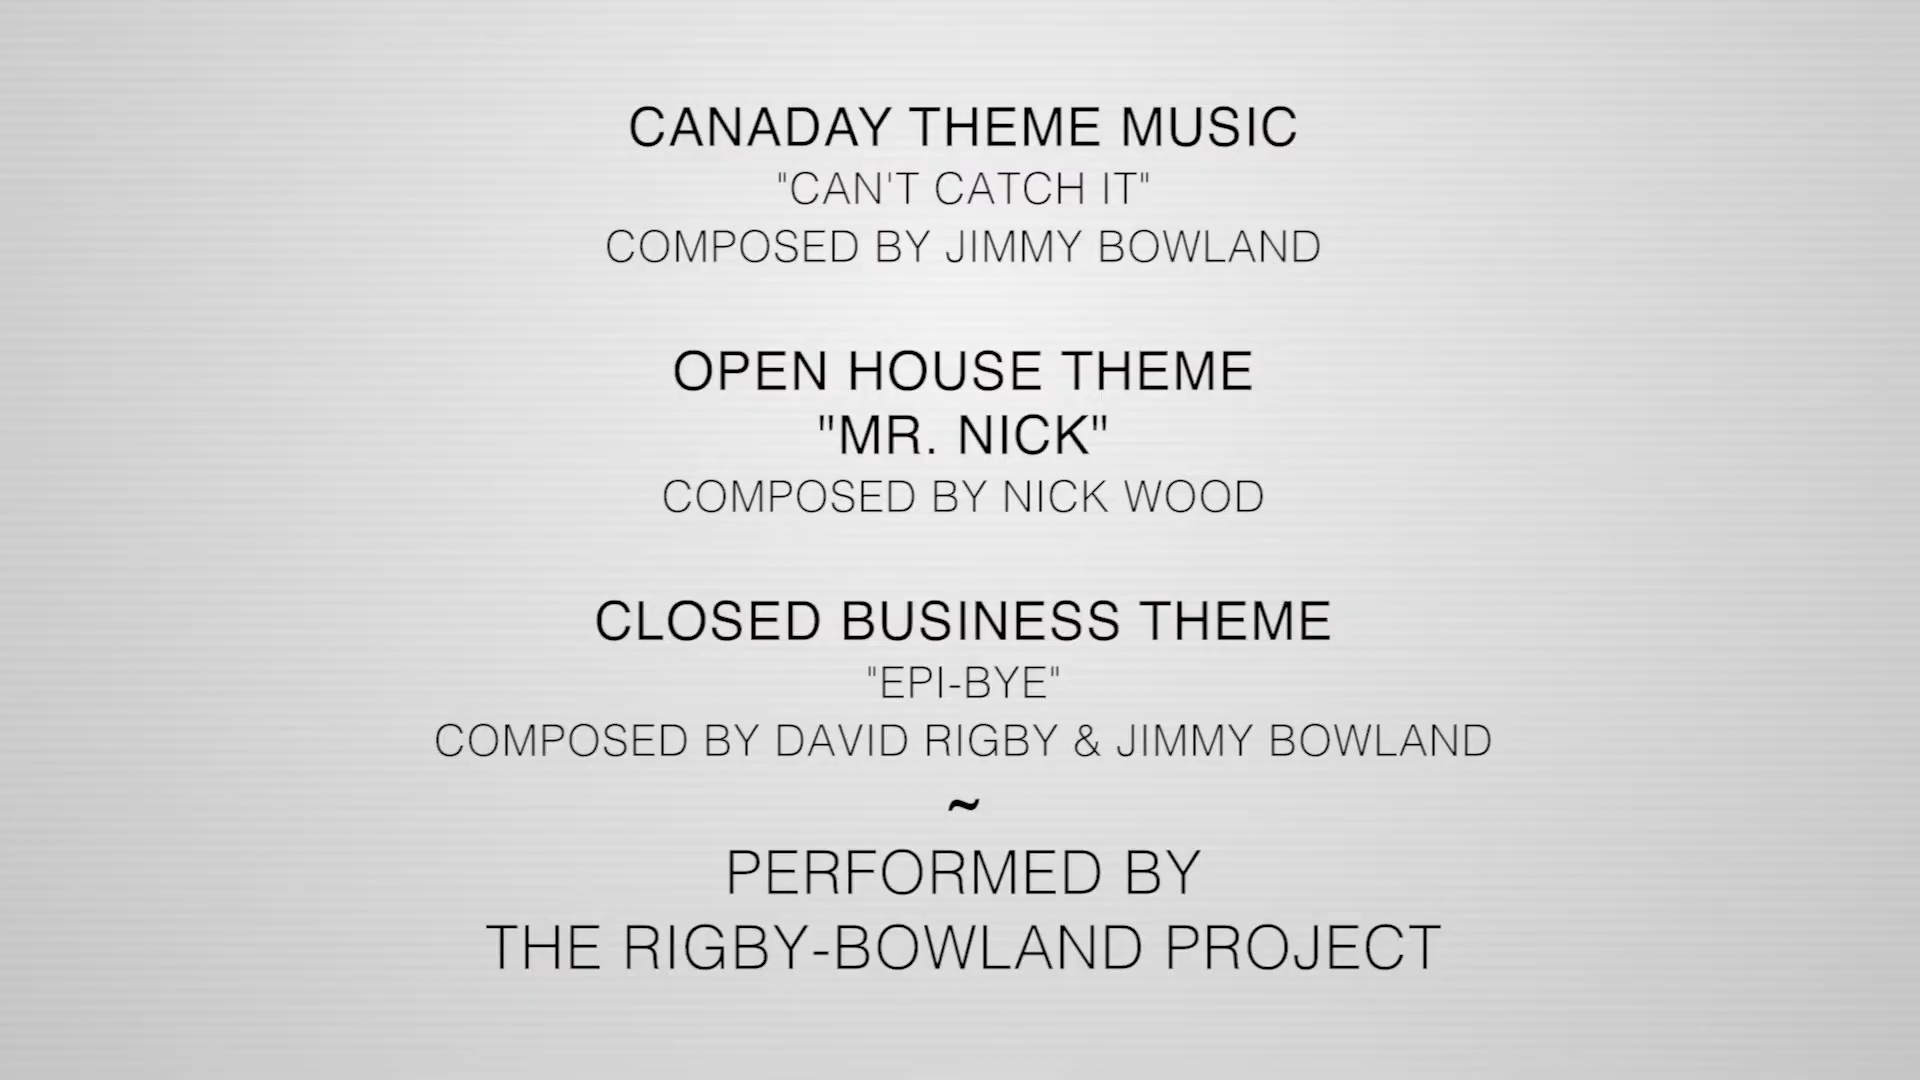 CANADAY THEME MUSIC
"CAN'T CATCH IT"
COMPOSED BY JIMMY BOWLAND
OPEN HOUSE THEME
"MR. NICK"
COMPOSED BY NICK WOOD
CLOSED BUSINESS THEME
"EPI-BYE"
COMPOSED BY DAVID RIGBY & JIMMY BOWLAND
~
PERFORMED BY
THE RIGBY-BOWLAND PROJECT